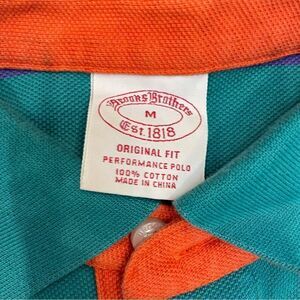 Brooks Brothers
M
Est. 1818
ORIGINAL FIT
PERFORMANCE POLO
100% COTTON
MADE IN CHINA